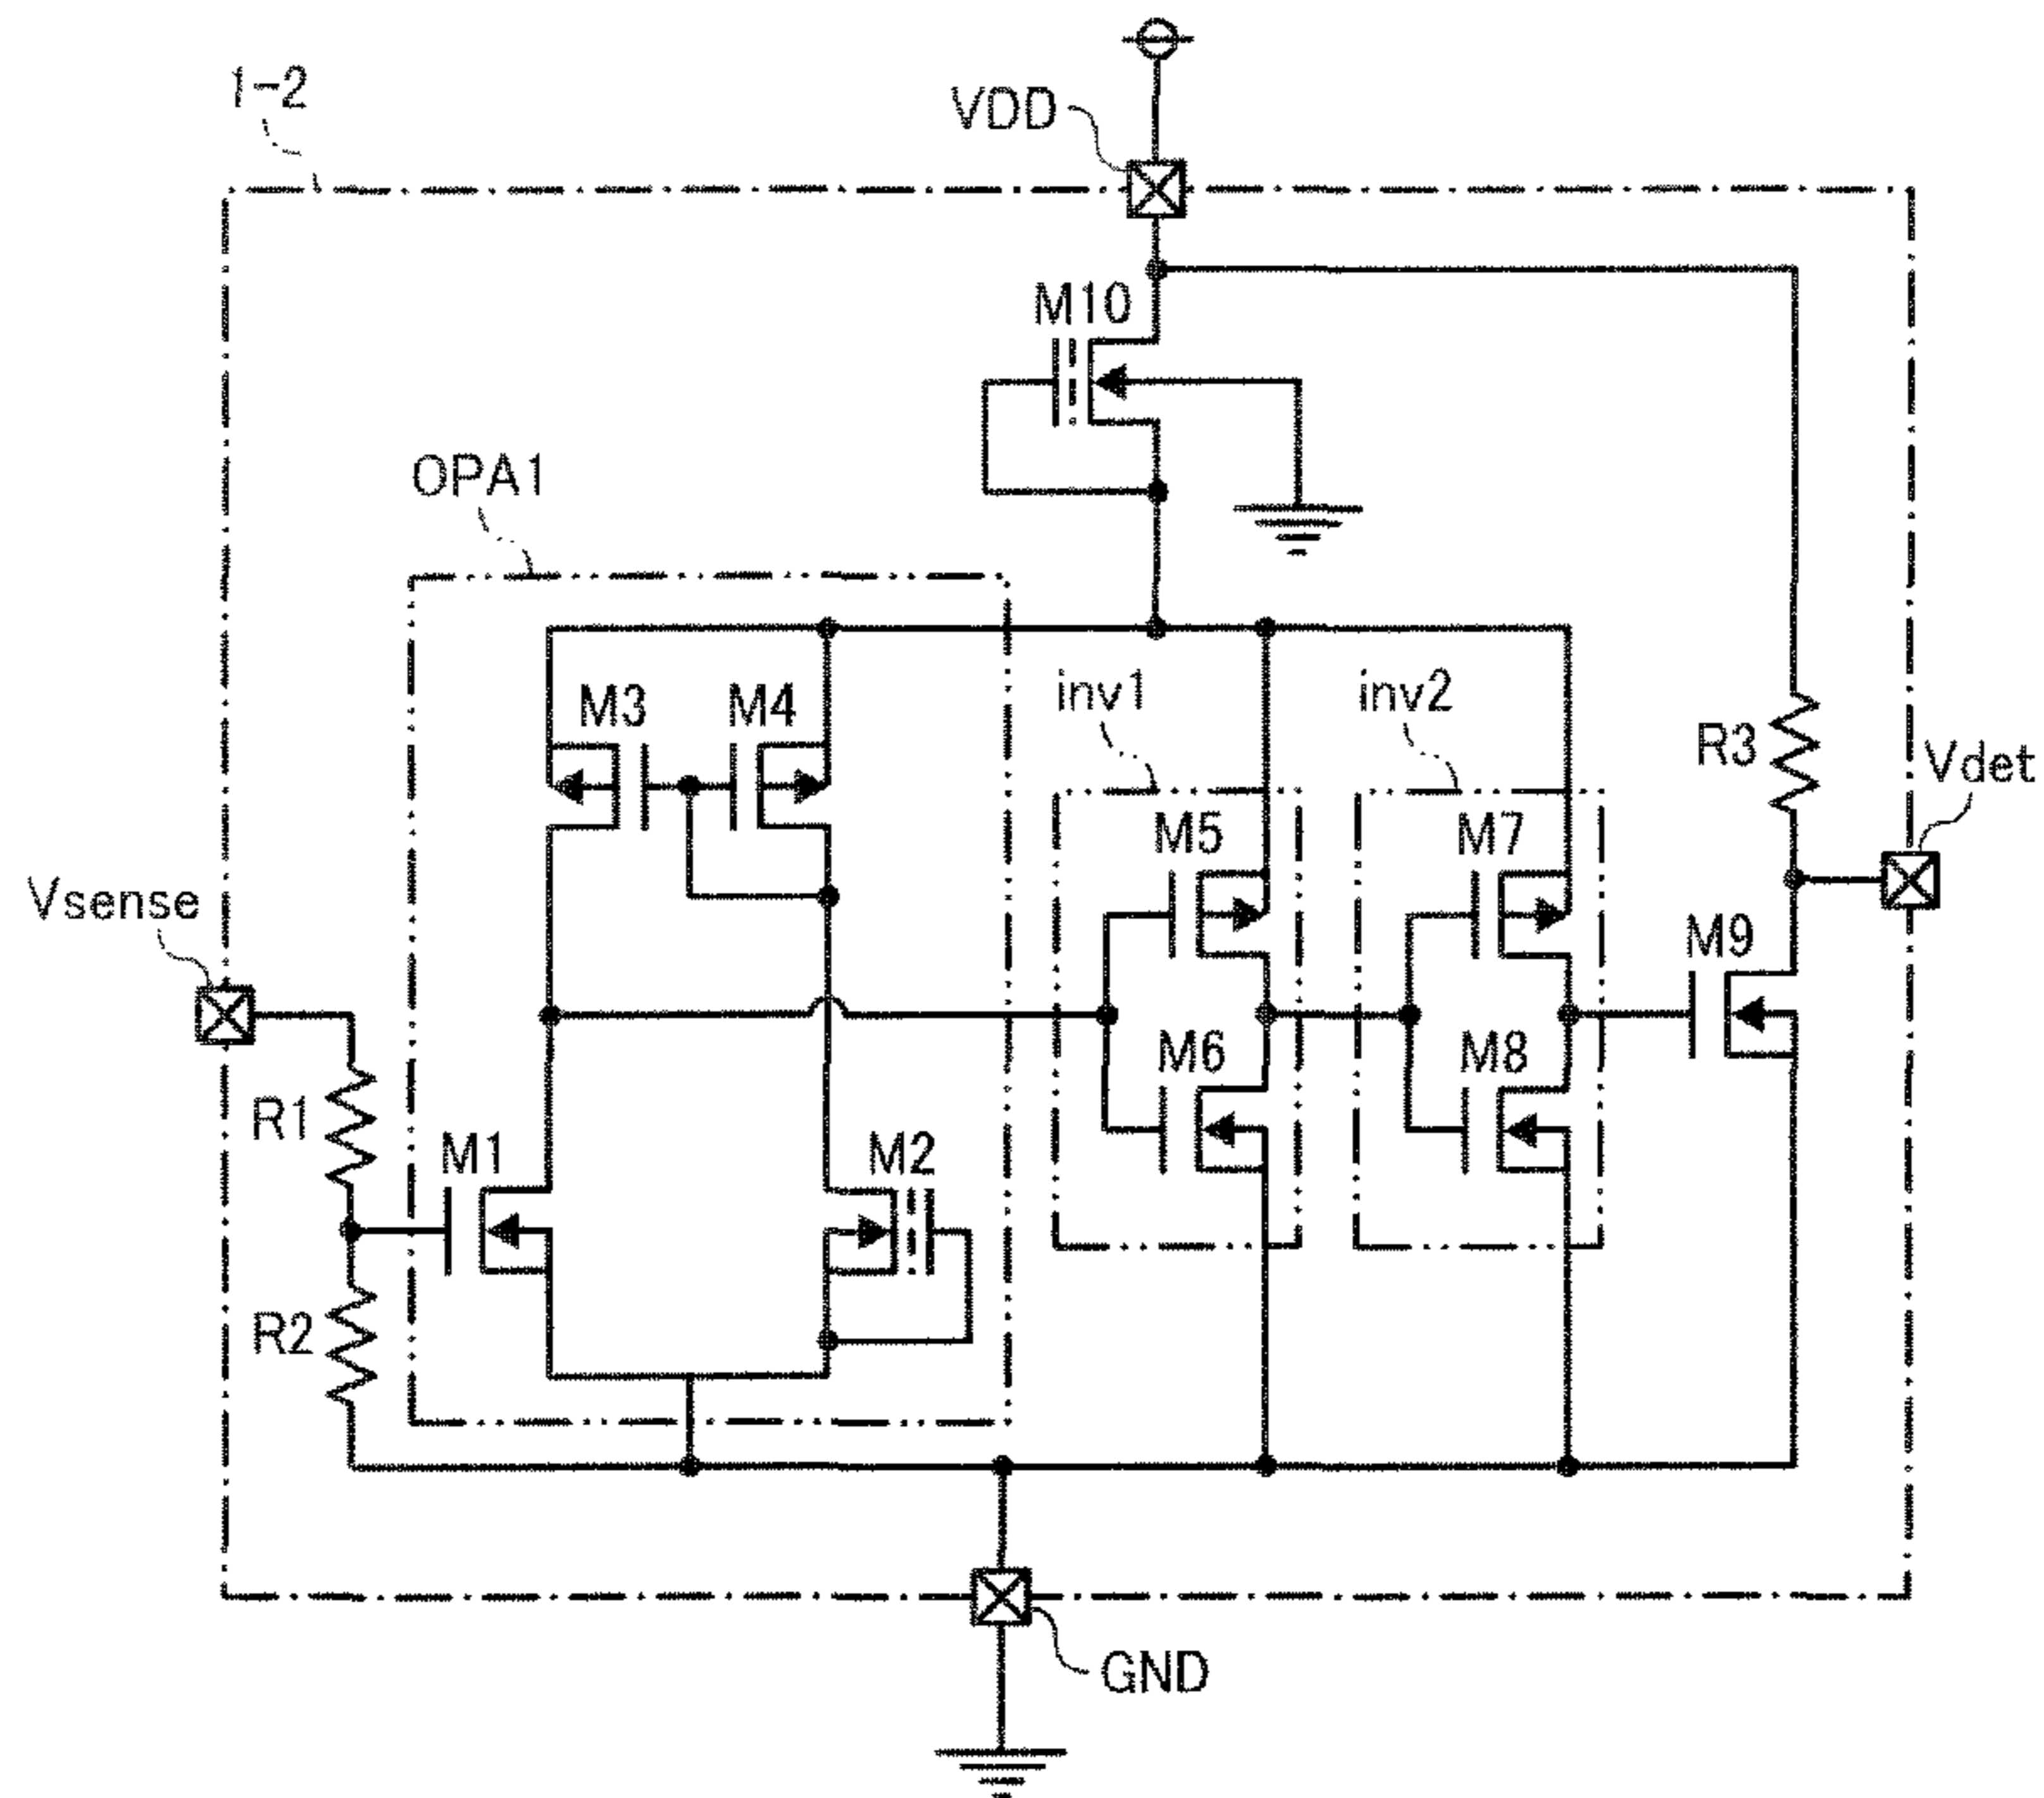 1-2
VDD
M10
OPA1
M3
M4
inv1
inv2
R3
Vdet
M5
M7
Vsense
M9
M6
M8
R1
M1
M2
R2
GND